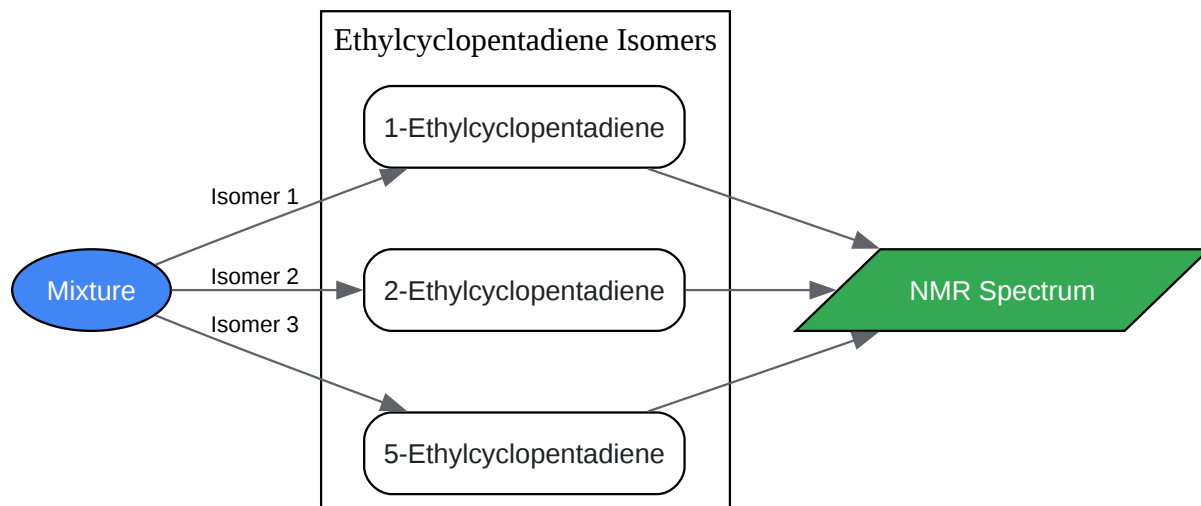 Ethylcyclopentadiene Isomers
1-Ethylcyclopentadiene
Isomer 1
Mixture
Isomer 2
2-Ethylcyclopentadiene
NMR Spectrum
Isomer 3
5-Ethylcyclopentadiene